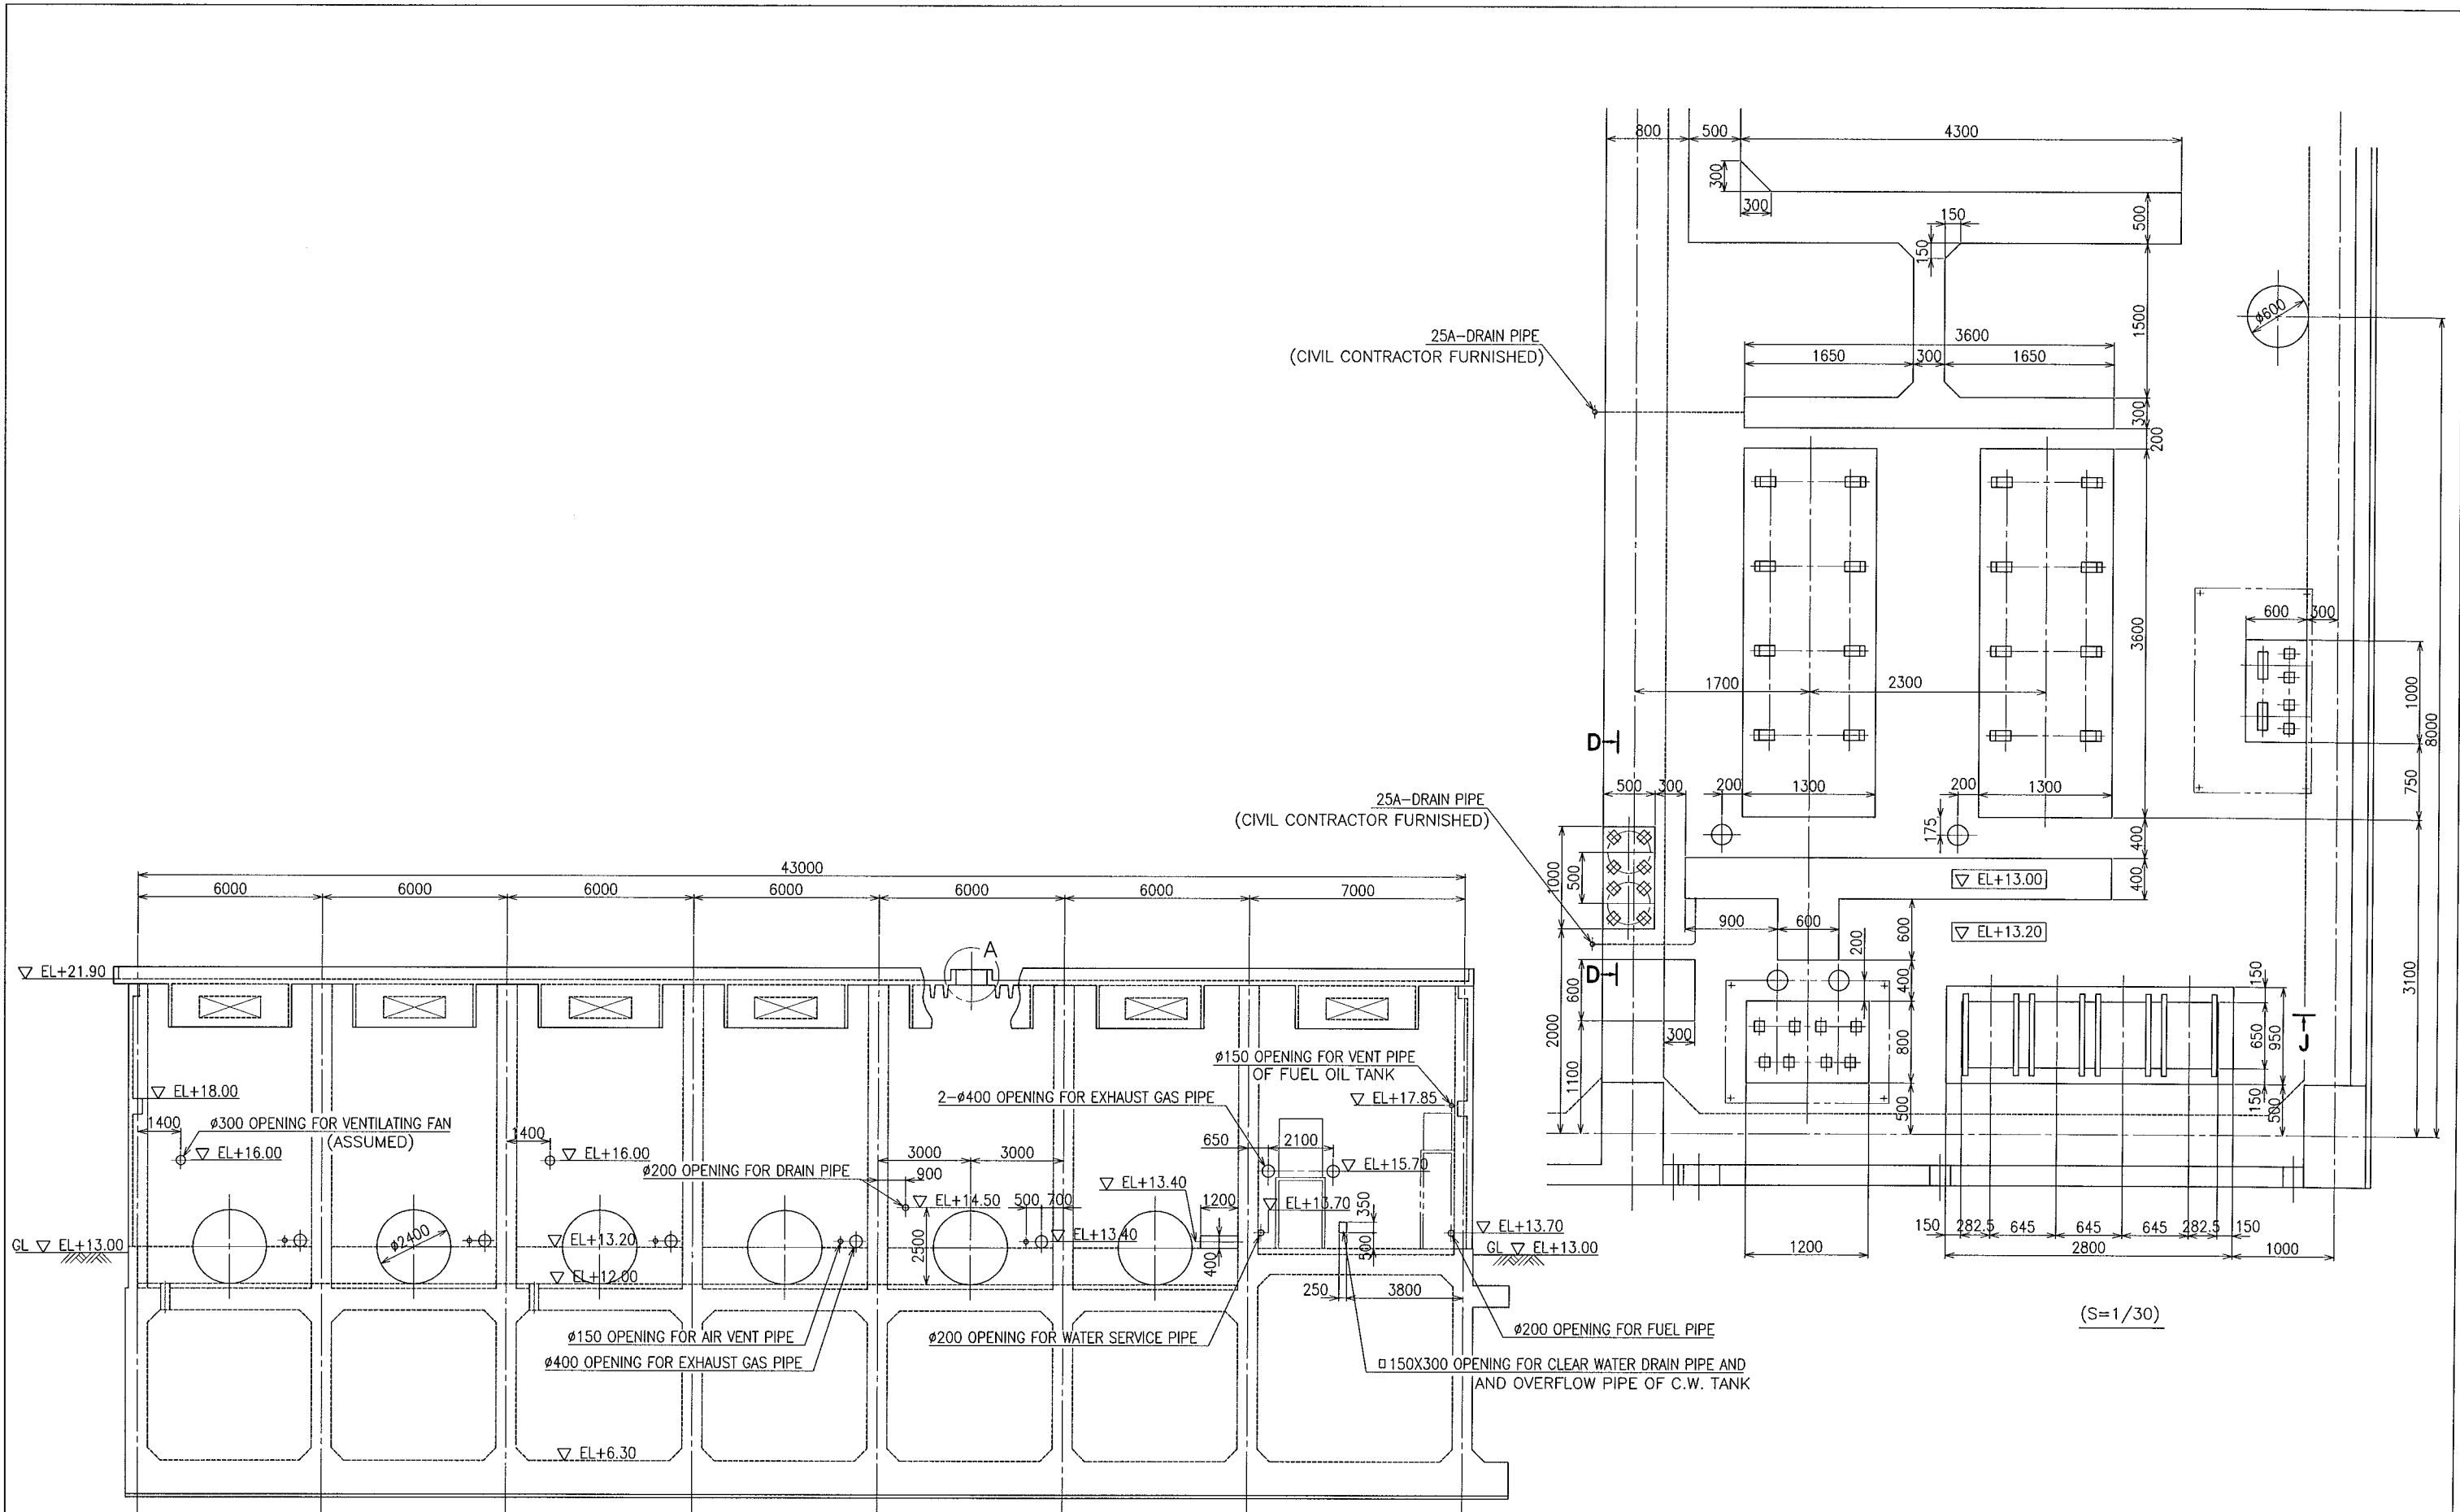 43000
6000
6000
6000
6000
6000
6000
7000
A
▽ EL+21.90
▽ EL+18.00
1400
ø300 OPENING FOR VENTILATING FAN
(ASSUMED)
▽ EL+16.00
1400
▽ EL+16.00
3000
3000
ø200 OPENING FOR DRAIN PIPE
900
▽ EL+14.50
500
700
▽ EL+13.40
2500
ø2400
▽ EL+13.20
▽ EL+12.00
GL ▽ EL+13.00
▽ EL+13.40
1200
400
ø150 OPENING FOR VENT PIPE
OF FUEL OIL TANK
2-ø400 OPENING FOR EXHAUST GAS PIPE
▽ EL+17.85
650
2100
▽ EL+15.70
▽ EL+13.70
350
500
▽ EL+13.70
GL ▽ EL+13.00
250
3800
ø150 OPENING FOR AIR VENT PIPE
ø400 OPENING FOR EXHAUST GAS PIPE
ø200 OPENING FOR WATER SERVICE PIPE
ø200 OPENING FOR FUEL PIPE
□150X300 OPENING FOR CLEAR WATER DRAIN PIPE AND
AND OVERFLOW PIPE OF C.W. TANK
▽ EL+6.30
800
500
4300
300
300
150
150
500
1500
3600
1650
300
1650
300
200
25A-DRAIN PIPE
(CIVIL CONTRACTOR FURNISHED)
ø600
600
300
3600
1000
8000
1700
2300
D
750
500
300
200
1300
200
1300
175
400
25A-DRAIN PIPE
(CIVIL CONTRACTOR FURNISHED)
1000
500
▽ EL+13.00
400
900
600
600
▽ EL+13.20
200
3100
D
600
400
150
2000
300
800
650
950
J
1100
500
150
500
150
282.5
645
645
645
282.5
150
1200
2800
1000
(S=1/30)